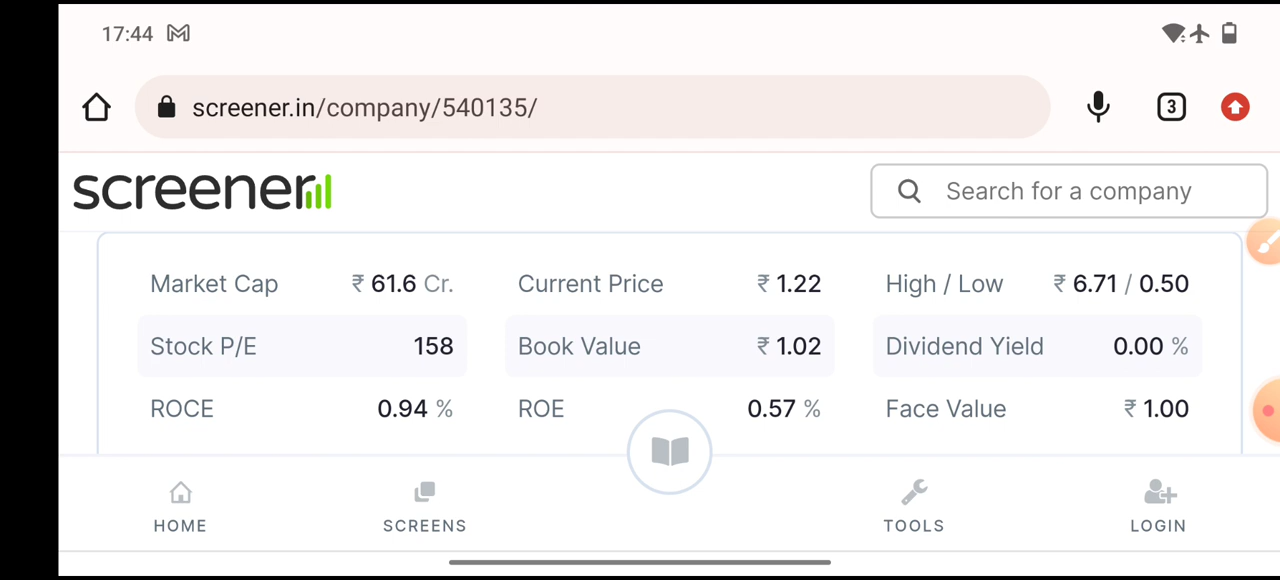 17:44
screener.in/company/540135/
3
screener
Search for a company
Market Cap ₹ 61.6 Cr. Current Price ₹ 1.22 High / Low ₹ 6.71 / 0.50
Stock P/E 158 Book Value ₹ 1.02 Dividend Yield 0.00 %
ROCE 0.94 % ROE 0.57 % Face Value ₹ 1.00
HOME SCREENS TOOLS LOGIN